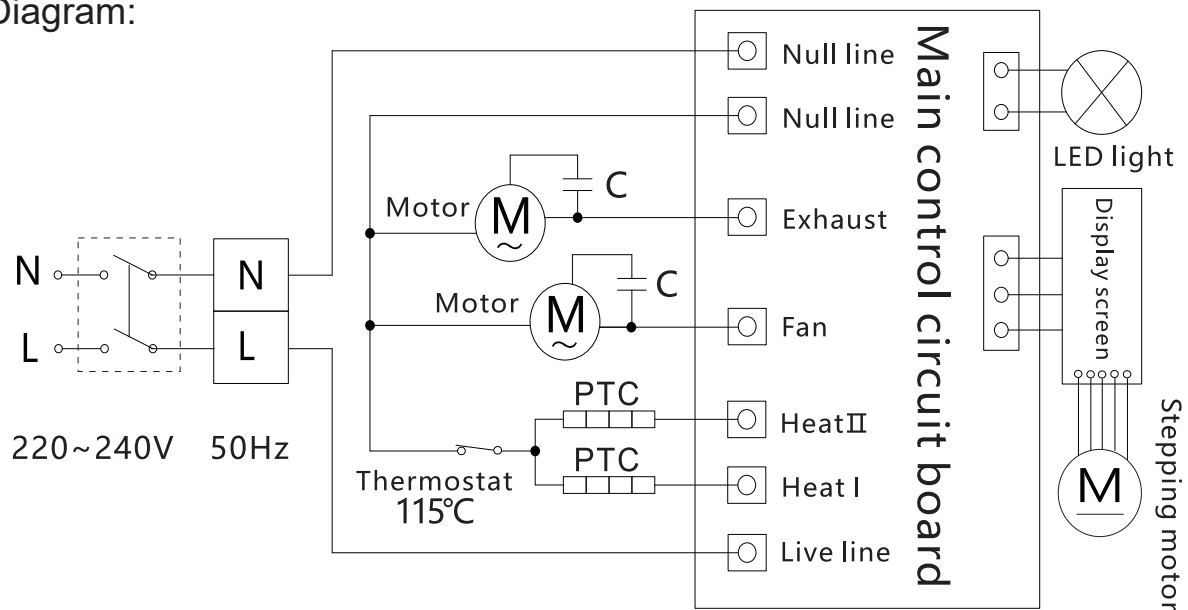 Diagram:
Null line
Null line
Main control circuit board
LED light
C
Motor
M
~
Exhaust
Display screen
N
N
C
Motor
M
~
Fan
L
L
PTC
HeatⅡ
220~240V
50Hz
PTC
Thermostat
115℃
Heat I
M
Stepping motor
Live line